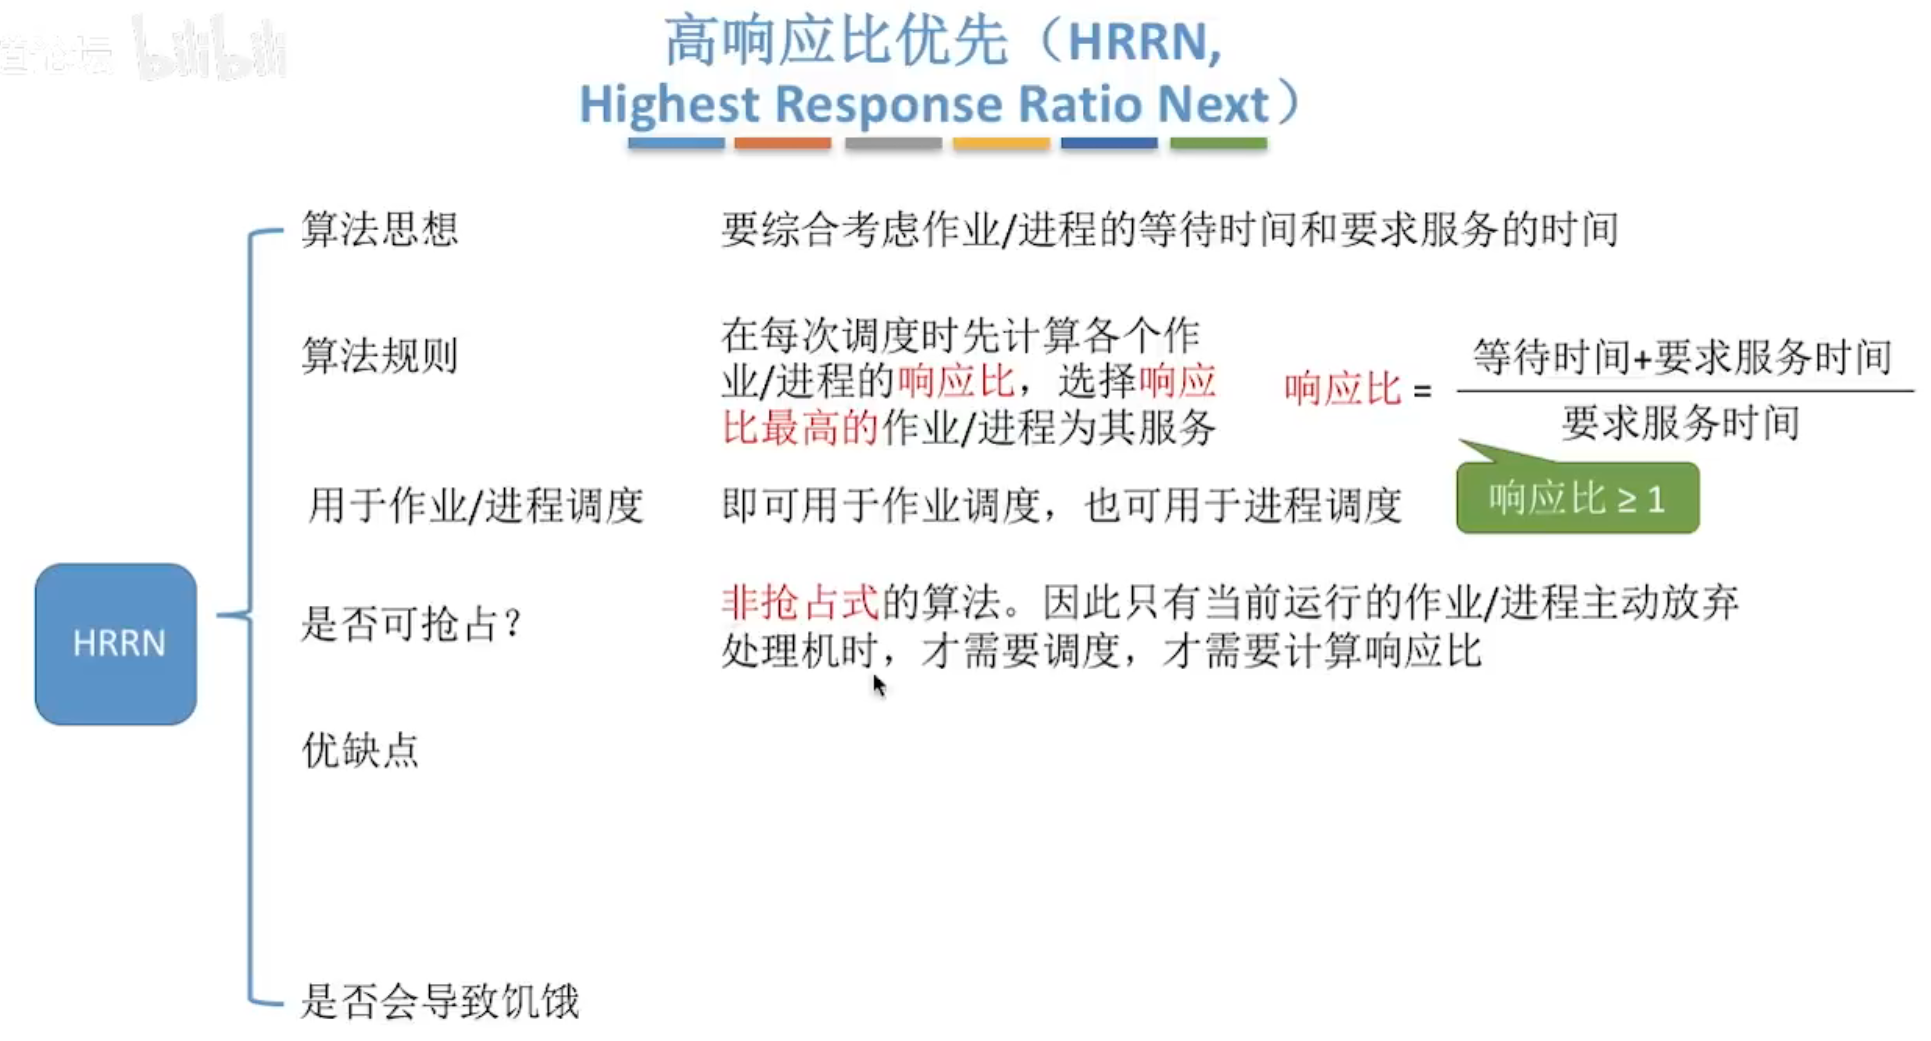 bilibili
高响应比优先（HRRN,
Highest Response Ratio Next）
算法思想
要综合考虑作业/进程的等待时间和要求服务的时间
算法规则
在每次调度时先计算各个作
业/进程的响应比，选择响应
比最高的作业/进程为其服务
响应比 =
等待时间+要求服务时间
要求服务时间
响应比 ≥ 1
用于作业/进程调度
即可用于作业调度，也可用于进程调度
HRRN
是否可抢占？
非抢占式的算法。因此只有当前运行的作业/进程主动放弃
处理机时，才需要调度，才需要计算响应比
优缺点
是否会导致饥饿